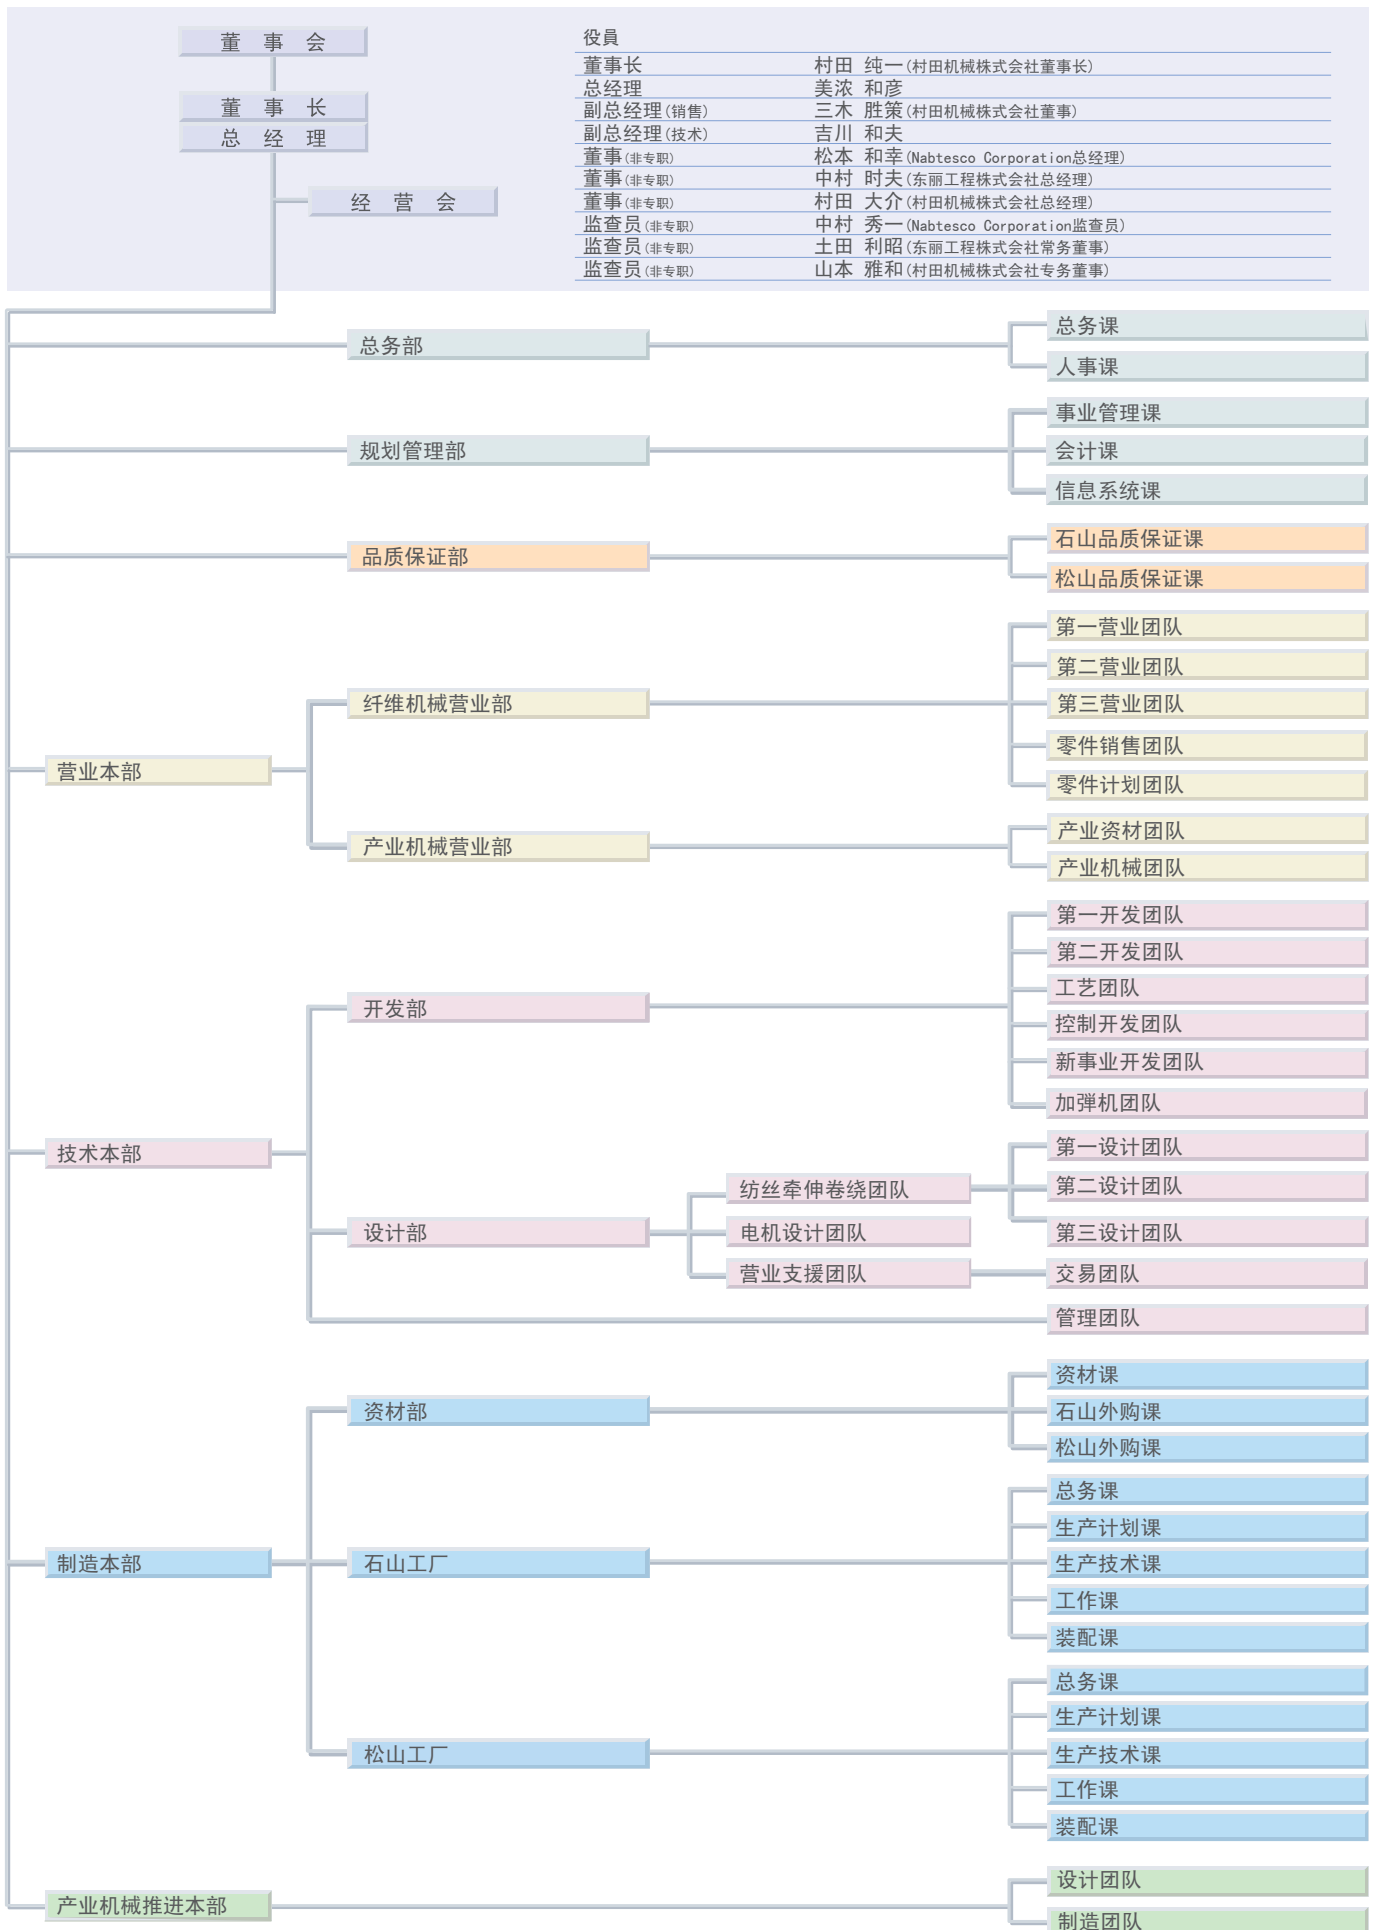 董 事 会
董 事 长
总 经 理
经 营 会
役員
董事长 村田 纯一(村田机械株式会社董事长)
总经理 美浓 和彦
副总经理(销售) 三木 胜策(村田机械株式会社董事)
副总经理(技术) 吉川 和夫
董事(非专职) 松本 和幸(Nabtesco Corporation总经理)
董事(非专职) 中村 时夫(东丽工程株式会社总经理)
董事(非专职) 村田 大介(村田机械株式会社总经理)
监查员(非专职) 中村 秀一(Nabtesco Corporation监查员)
监查员(非专职) 土田 利昭(东丽工程株式会社常务董事)
监查员(非专职) 山本 雅和(村田机械株式会社专务董事)
总务部
总务课
人事课
规划管理部
事业管理课
会计课
信息系统课
品质保证部
石山品质保证课
松山品质保证课
营业本部
纤维机械营业部
第一营业团队
第二营业团队
第三营业团队
零件销售团队
零件计划团队
产业机械营业部
产业资材团队
产业机械团队
技术本部
开发部
第一开发团队
第二开发团队
工艺团队
控制开发团队
新事业开发团队
加弹机团队
设计部
纺丝牵伸卷绕团队
第一设计团队
第二设计团队
第三设计团队
电机设计团队
营业支援团队
交易团队
管理团队
制造本部
资材部
资材课
石山外购课
松山外购课
石山工厂
总务课
生产计划课
生产技术课
工作课
装配课
松山工厂
总务课
生产计划课
生产技术课
工作课
装配课
产业机械推进本部
设计团队
制造团队